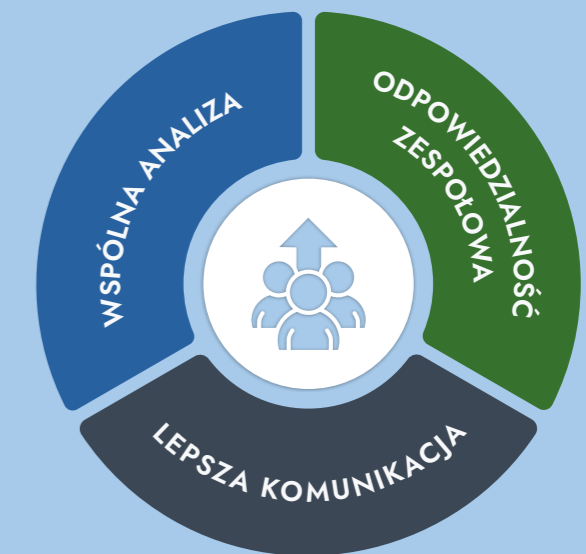 WSPÓLNA ANALIZA
ODPOWIEDZIALNOŚĆ
ZESPOŁOWA
LEPSZA KOMUNIKACJA